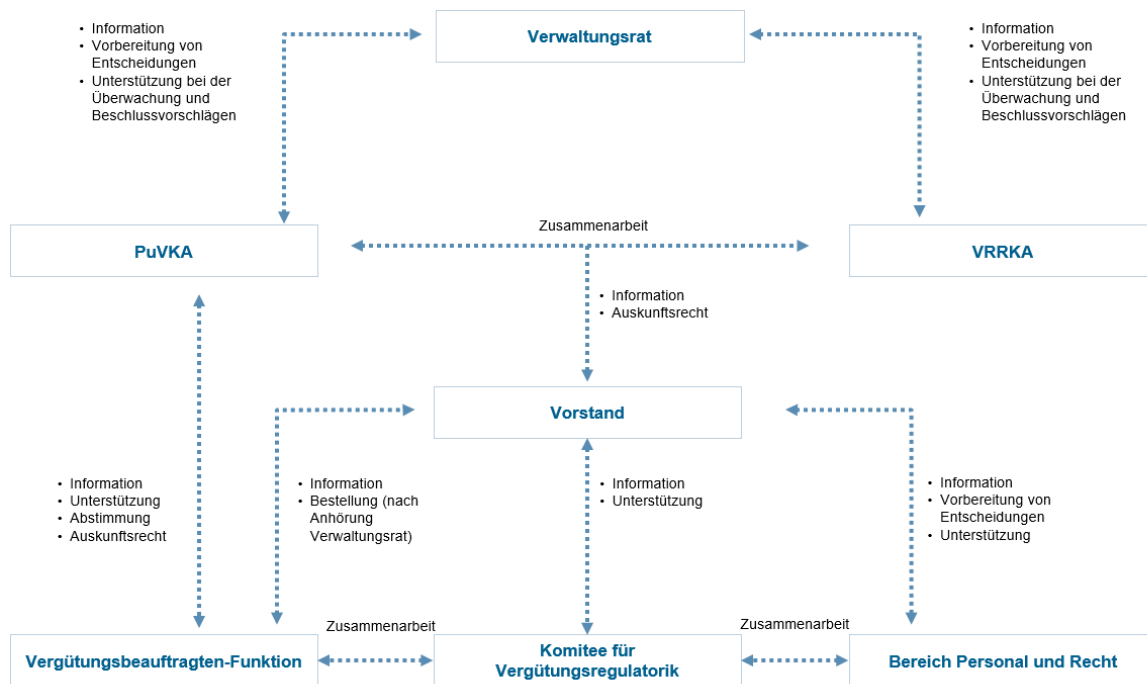 • Information
• Vorbereitung von
Entscheidungen
• Unterstützung bei der
Überwachung und
Beschlussvorschlägen
Verwaltungsrat
• Information
• Vorbereitung von
Entscheidungen
• Unterstützung bei der
Überwachung und
Beschlussvorschlägen
PuVKA
Zusammenarbeit
VRRKA
• Information
• Auskunftsrecht
Vorstand
• Information
• Unterstützung
• Abstimmung
• Auskunftsrecht
• Information
• Bestellung (nach
Anhörung
Verwaltungsrat)
• Information
• Unterstützung
• Information
• Vorbereitung von
Entscheidungen
• Unterstützung
Vergütungsbeauftragten-Funktion
Zusammenarbeit
Komitee für
Vergütungsregulatorik
Zusammenarbeit
Bereich Personal und Recht